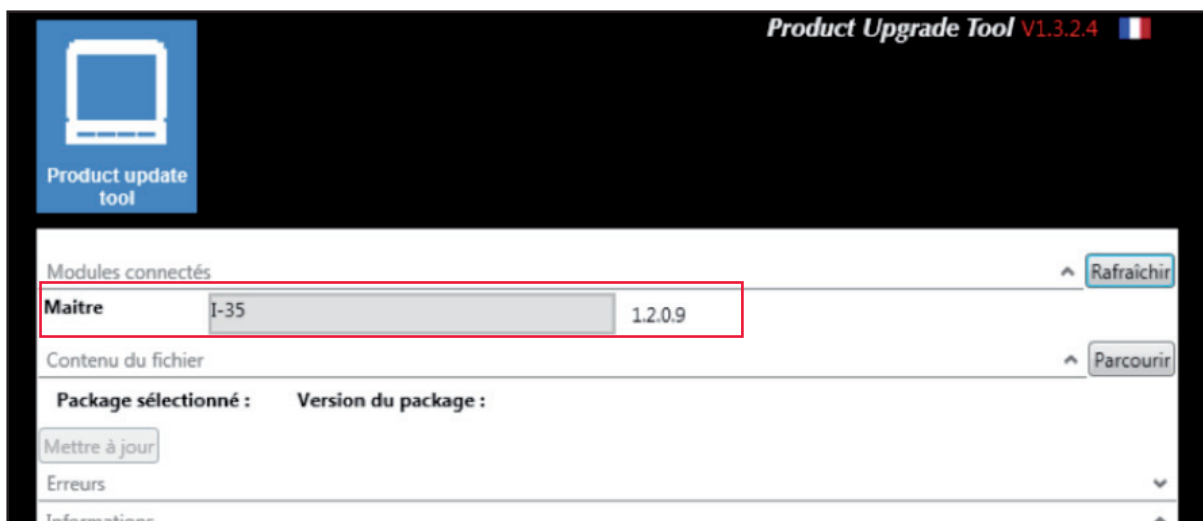 Product Upgrade Tool V1.3.2.4
Product update
tool
Modules connectés
Rafraîchir
Maitre I-35 1.2.0.9
Contenu du fichier
Parcourir
Package sélectionné : Version du package :
Mettre à jour
Erreurs
Informations